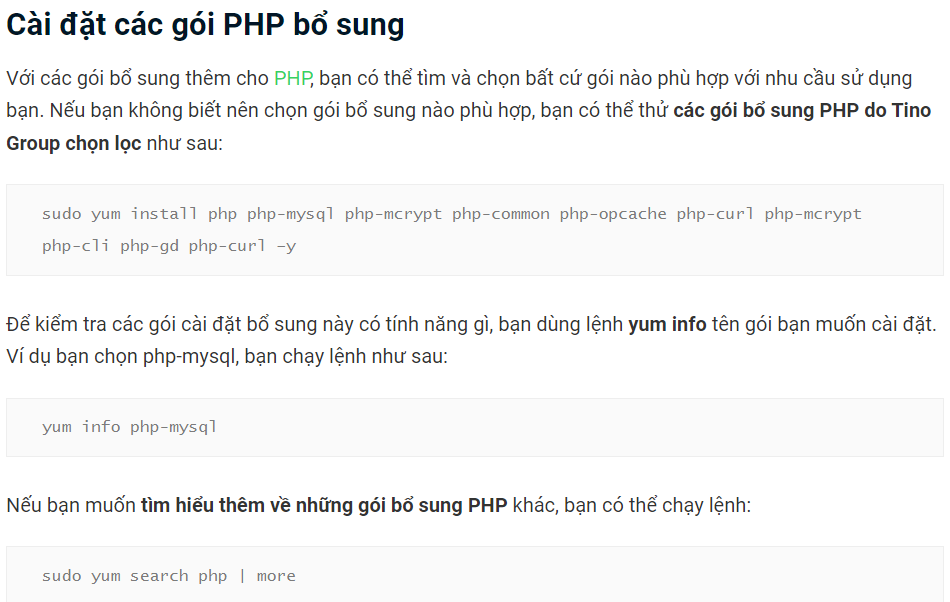 Cài đặt các gói PHP bổ sung
Với các gói bổ sung thêm cho PHP, bạn có thể tìm và chọn bất cứ gói nào phù hợp với nhu cầu sử dụng
bạn. Nếu bạn không biết nên chọn gói bổ sung nào phù hợp, bạn có thể thử các gói bổ sung PHP do Tino
Group chọn lọc như sau:
sudo yum install php php-mysql php-mcrypt php-common php-opcache php-curl php-mcrypt
php-cli php-gd php-curl –y
Để kiểm tra các gói cài đặt bổ sung này có tính năng gì, bạn dùng lệnh yum info tên gói bạn muốn cài đặt.
Ví dụ bạn chọn php-mysql, bạn chạy lệnh như sau:
yum info php-mysql
Nếu bạn muốn tìm hiểu thêm về những gói bổ sung PHP khác, bạn có thể chạy lệnh:
sudo yum search php | more